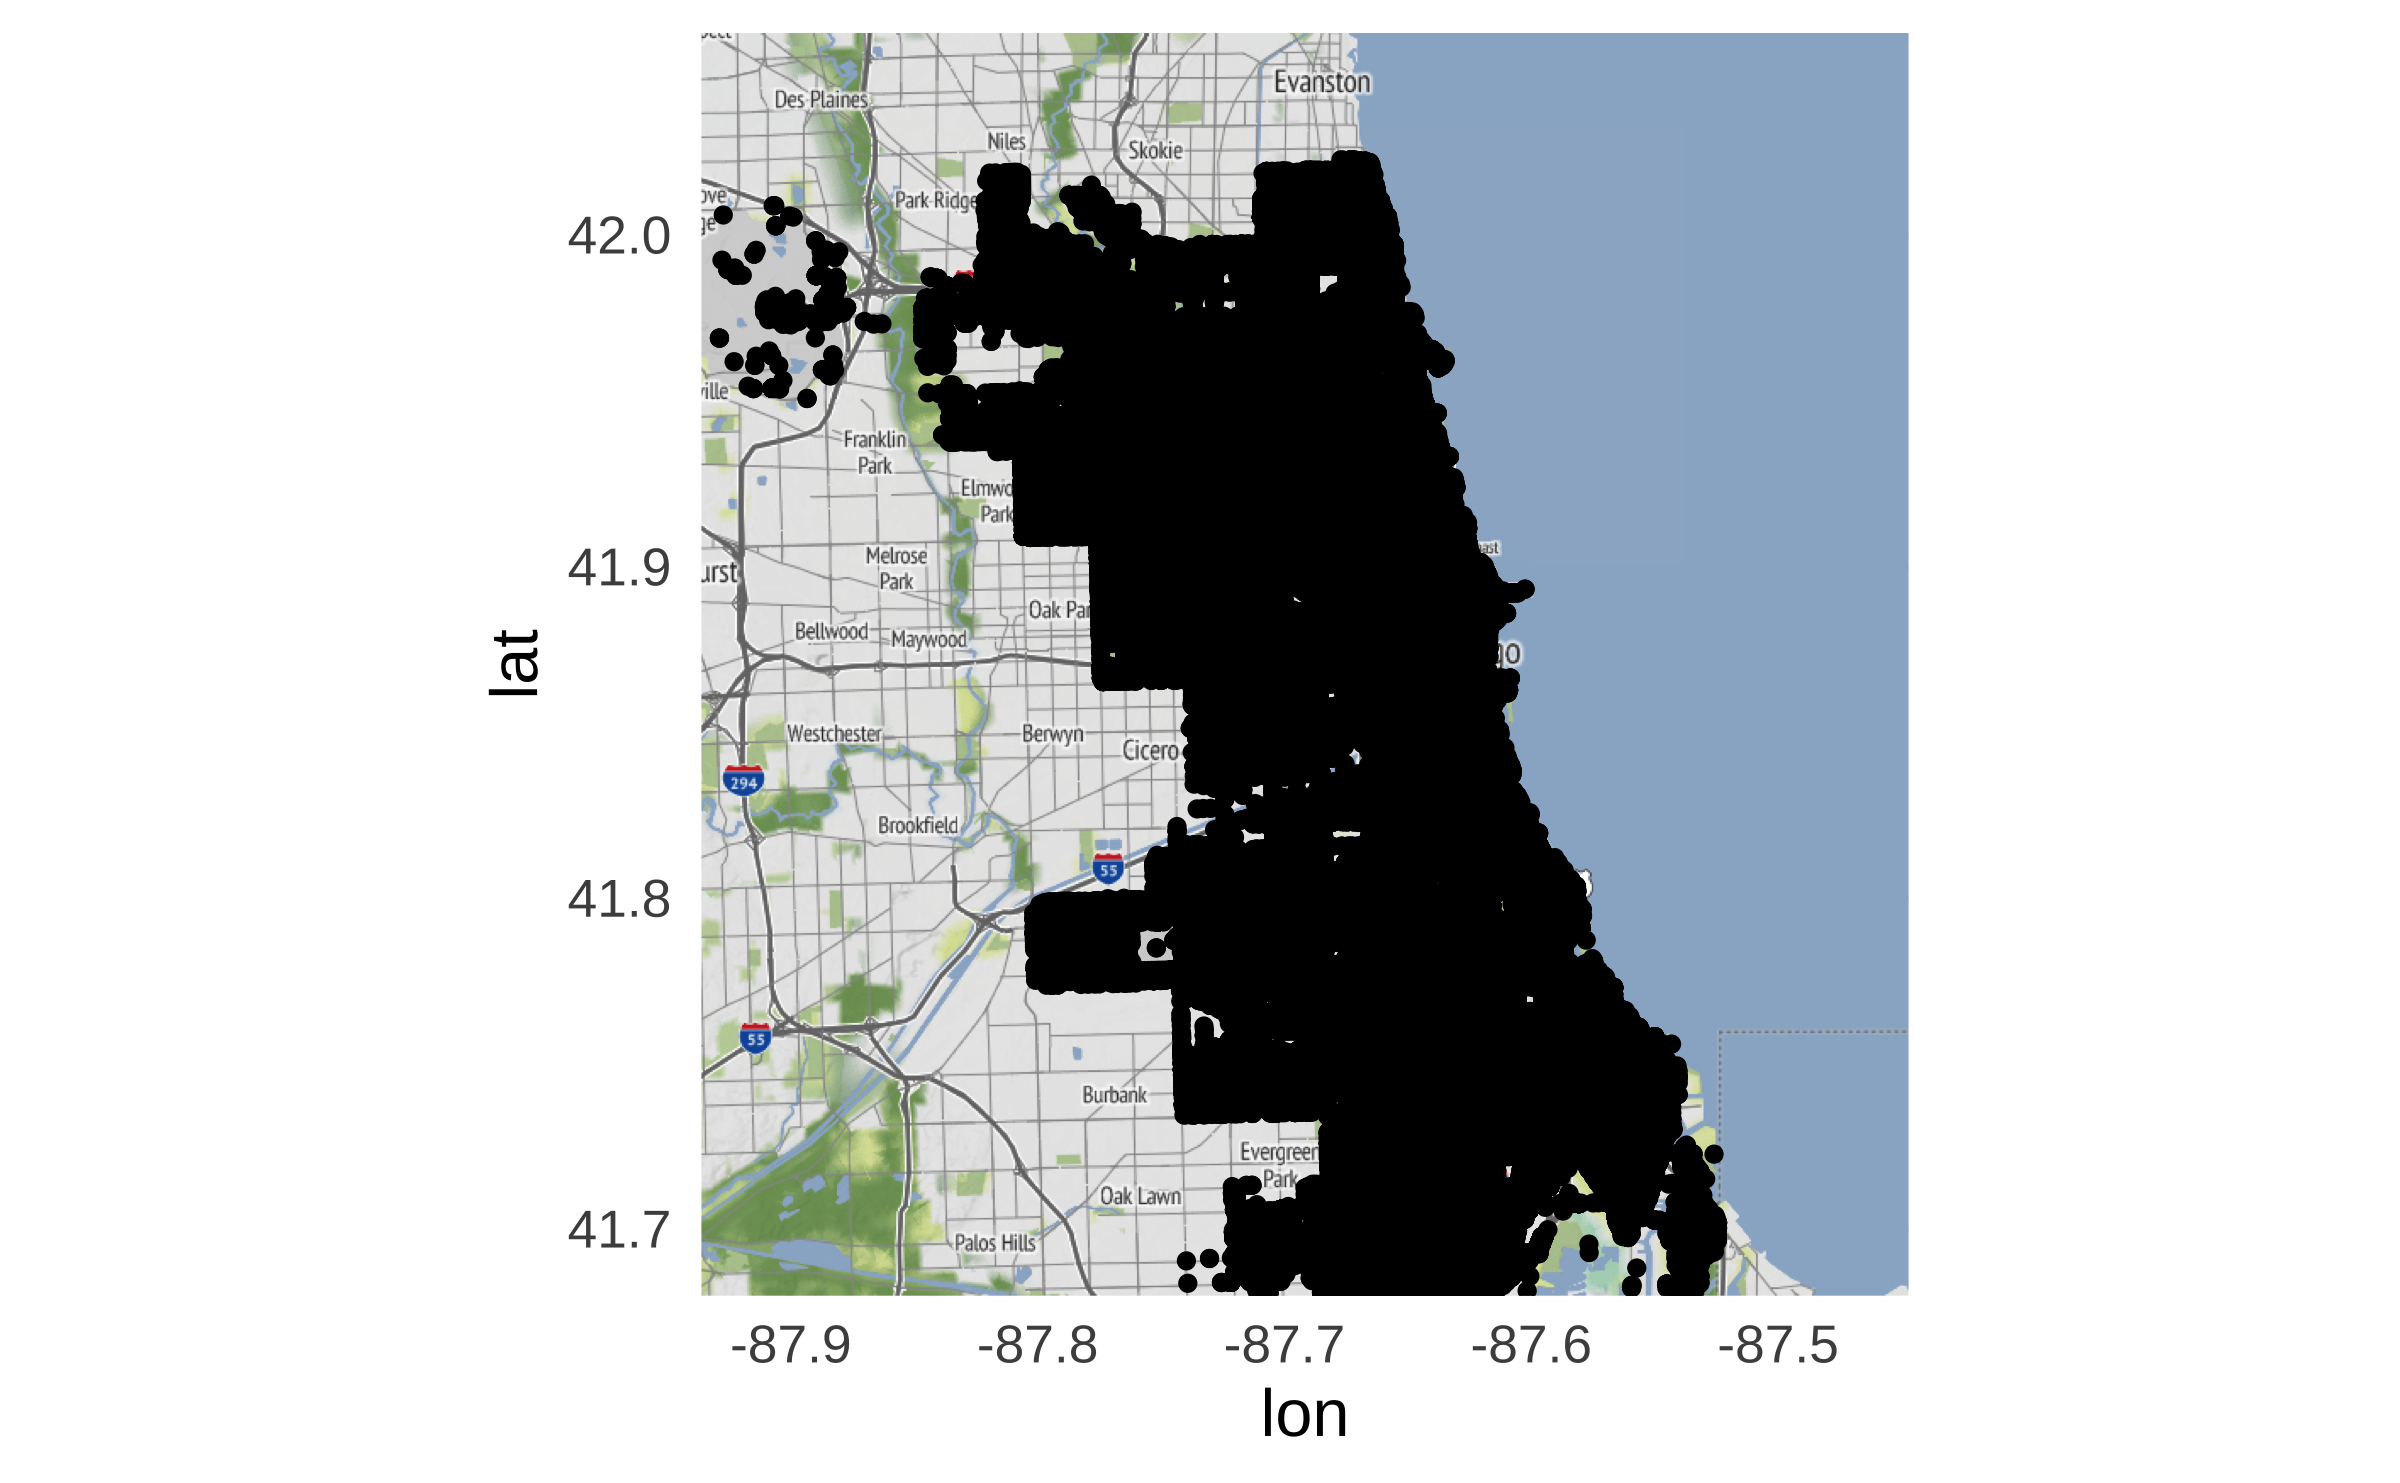 Evanston
Des Plaines
Niles
Skokie
Park Ridge
42.0
Franklin
Park
Elmwo
Park
41.9
Melrose
Park
urst
Oak Par
Bellwood
Maywood
lat
go
Westchester
Berwyn
Cicero
294
Brookfield
55
41.8
55
Burbank
Evergreen
Park
Oak Lawn
41.7
Palos Hills
-87.9
-87.8
-87.7
-87.6
-87.5
lon